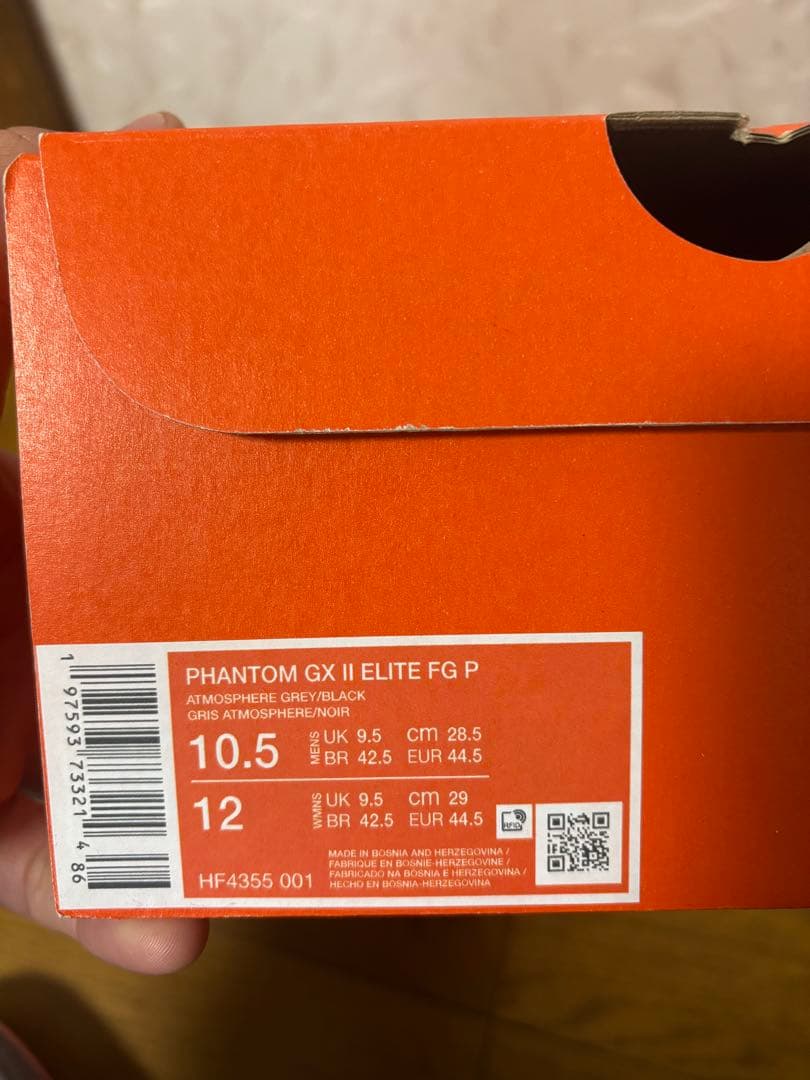 PHANTOM GX II ELITE FG P
ATMOSPHERE GREY/BLACK
GRIS ATMOSPHERE/NOIR
10.5 MENS UK 9.5 cm 28.5
BR 42.5 EUR 44.5
12 WMNS UK 9.5 cm 29
BR 42.5 EUR 44.5
RFID
HF4355 001
MADE IN BOSNIA AND HERZEGOVINA /
FABRIQUE EN BOSNIE-HERZEGOVINE /
FABRICADO NA BÓSNIA E HERZEGOVINA /
HECHO EN BOSNIA-HERZEGOVINA
1 97593 73321 4 86